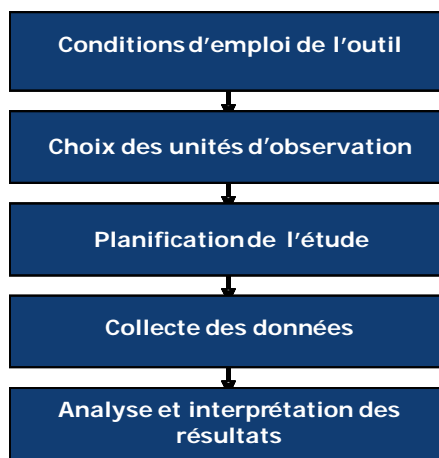 Conditions d'emploi de l'outil
Choix des unités d'observation
Planification de l'étude
Collecte des données
Analyse et interprétation des
résultats